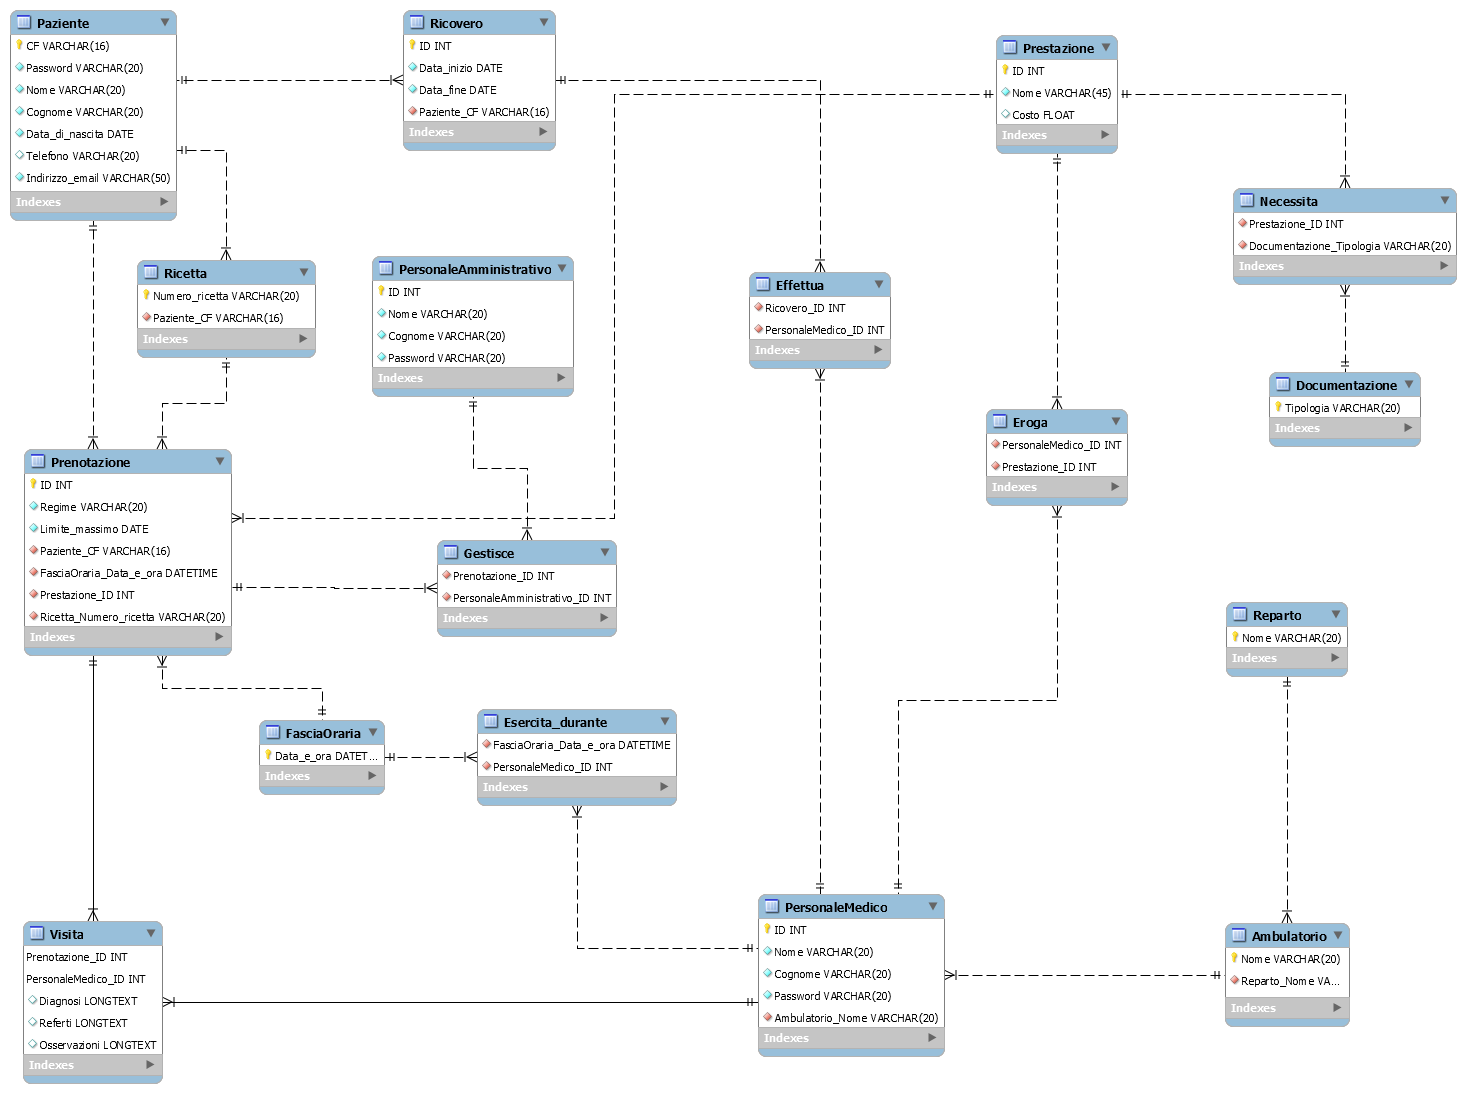 Paziente
CF VARCHAR(16)
Password VARCHAR(20)
Nome VARCHAR(20)
Cognome VARCHAR(20)
Data_di_nascita DATE
Telefono VARCHAR(20)
Indirizzo_email VARCHAR(50)
Indexes
Ricovero
ID INT
Data_inizio DATE
Data_fine DATE
Paziente_CF VARCHAR(16)
Indexes
Prestazione
ID INT
Nome VARCHAR(45)
Costo FLOAT
Indexes
Necessita
Prestazione_ID INT
Documentazione_Tipologia VARCHAR(20)
Indexes
Ricetta
Numero_ricetta VARCHAR(20)
Paziente_CF VARCHAR(16)
Indexes
PersonaleAmministrativo
ID INT
Nome VARCHAR(20)
Cognome VARCHAR(20)
Password VARCHAR(20)
Indexes
Effettua
Ricovero_ID INT
PersonaleMedico_ID INT
Indexes
Documentazione
Tipologia VARCHAR(20)
Indexes
Eroga
PersonaleMedico_ID INT
Prestazione_ID INT
Indexes
Prenotazione
ID INT
Regime VARCHAR(20)
Limite_massimo DATE
Paziente_CF VARCHAR(16)
FasciaOraria_Data_e_ora DATETIME
Prestazione_ID INT
Ricetta_Numero_ricetta VARCHAR(20)
Indexes
Gestisce
Prenotazione_ID INT
PersonaleAmministrativo_ID INT
Indexes
Reparto
Nome VARCHAR(20)
Indexes
FasciaOraria
Data_e_ora DATET...
Indexes
Esercita_durante
FasciaOraria_Data_e_ora DATETIME
PersonaleMedico_ID INT
Indexes
Visita
Prenotazione_ID INT
PersonaleMedico_ID INT
Diagnosi LONGTEXT
Referti LONGTEXT
Osservazioni LONGTEXT
Indexes
PersonaleMedico
ID INT
Nome VARCHAR(20)
Cognome VARCHAR(20)
Password VARCHAR(20)
Ambulatorio_Nome VARCHAR(20)
Indexes
Ambulatorio
Nome VARCHAR(20)
Reparto_Nome VA...
Indexes